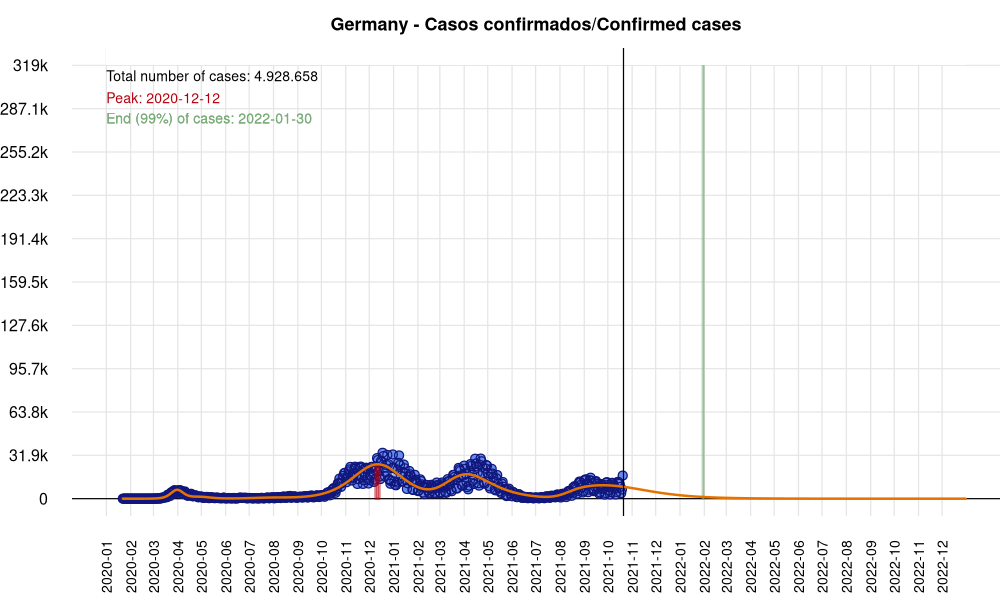 Germany - Casos confirmados/Confirmed cases
319k
287.1k
255.2k
223.3k
191.4k
159.5k
127.6k
95.7k
63.8k
31.9k
0
Total number of cases: 4.928.658
Peak: 2020-12-12
End (99%) of cases: 2022-01-30
2020-01
2020-02
2020-03
2020-04
2020-05
2020-06
2020-07
2020-08
2020-09
2020-10
2020-11
2020-12
2021-01
2021-02
2021-03
2021-04
2021-05
2021-06
2021-07
2021-08
2021-09
2021-10
2021-11
2021-12
2022-01
2022-02
2022-03
2022-04
2022-05
2022-06
2022-07
2022-08
2022-09
2022-10
2022-11
2022-12